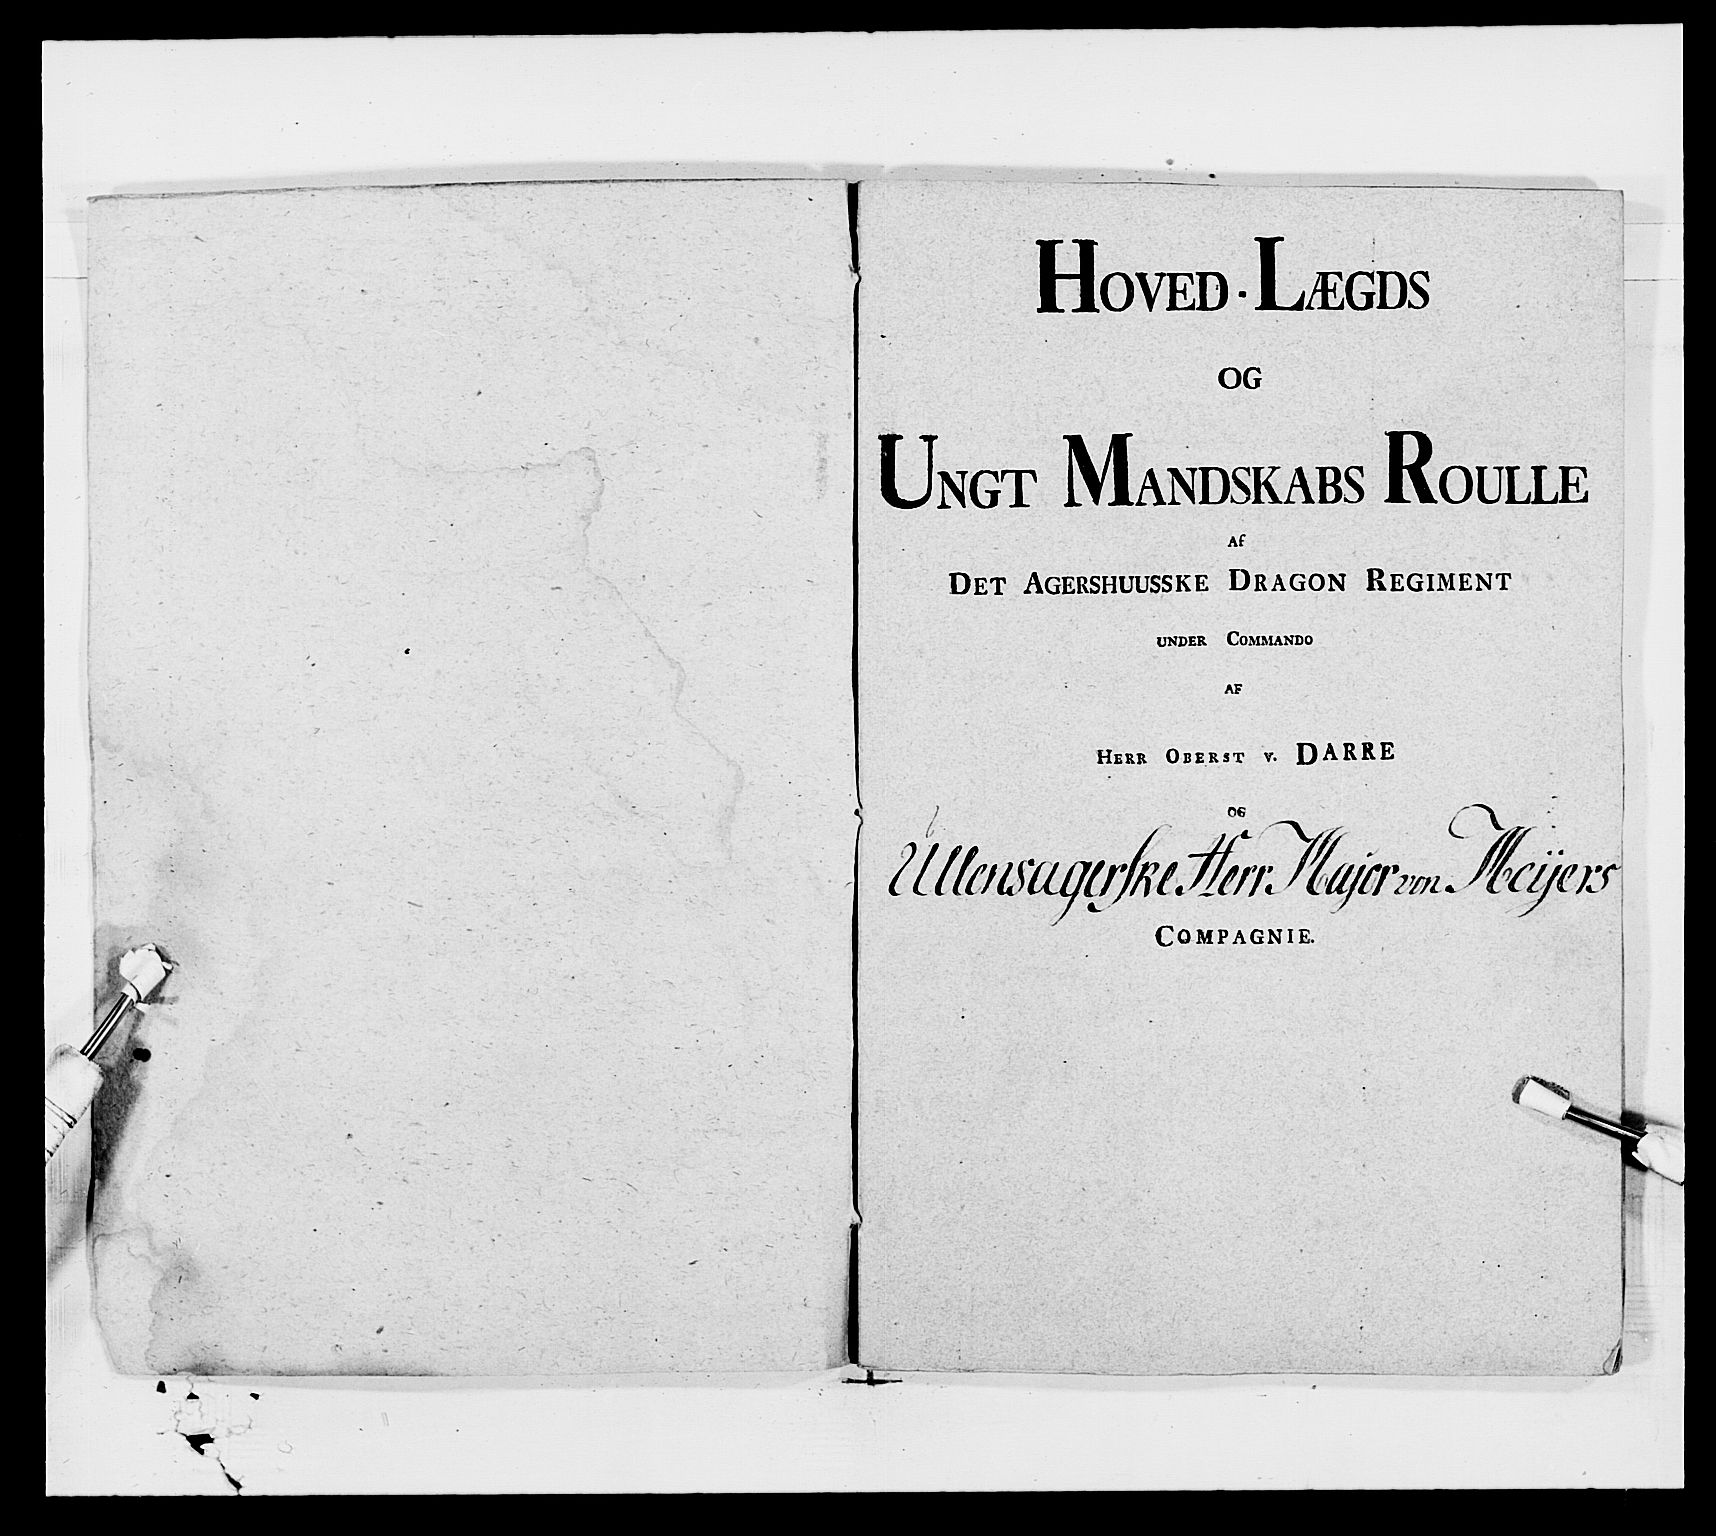 HOVED-LÆGDS
OG
UNGT MANDSKABS ROULLE
Af
DET AGERSHUUSSKE DRAGON REGIMENT
UNDER COMMANDO
AF
HERR OBERST V. DARRE
OG
Ullensagerske Herr Major von Meijers
COMPAGNIE.